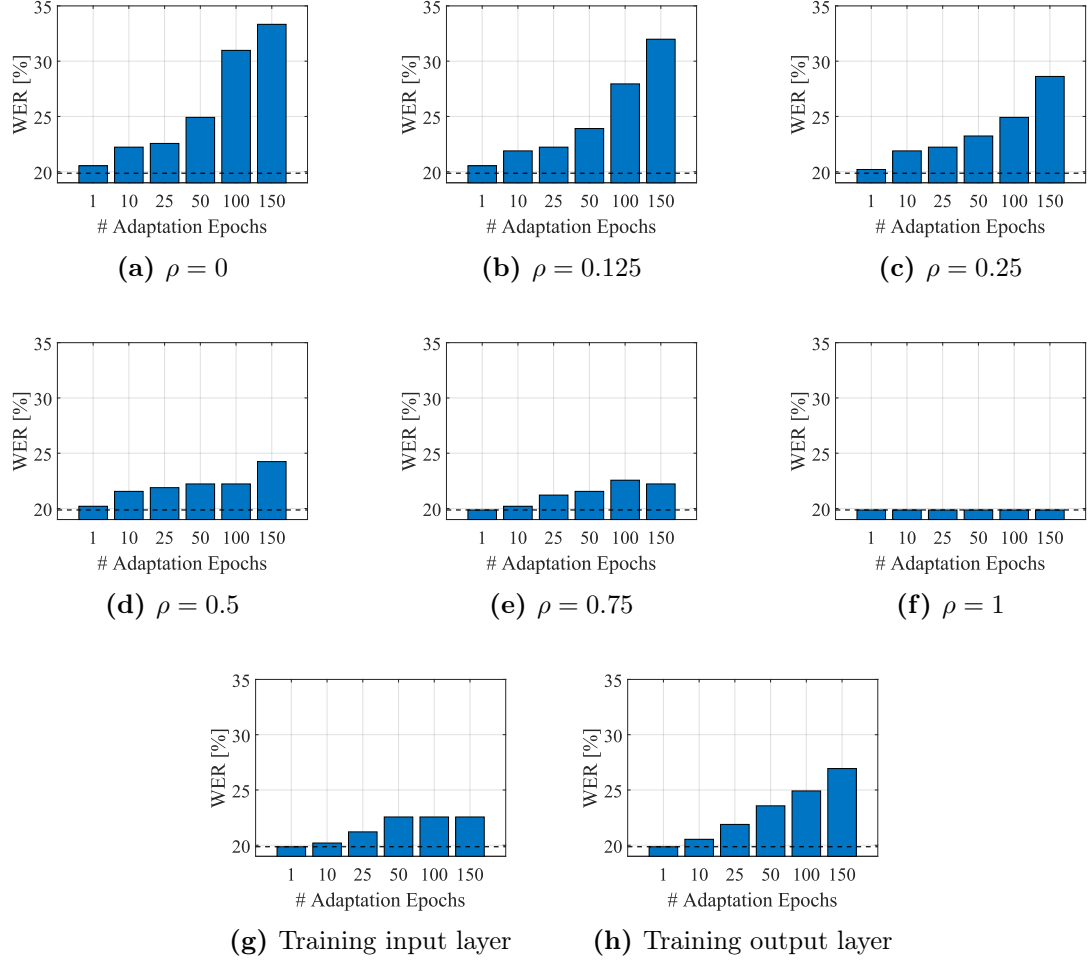 35
30
25
20
WER [%]
1 10 25 50 100 150
# Adaptation Epochs
(a) ρ = 0
35
30
25
20
WER [%]
1 10 25 50 100 150
# Adaptation Epochs
(b) ρ = 0.125
35
30
25
20
WER [%]
1 10 25 50 100 150
# Adaptation Epochs
(c) ρ = 0.25
35
30
25
20
WER [%]
1 10 25 50 100 150
# Adaptation Epochs
(d) ρ = 0.5
35
30
25
20
WER [%]
1 10 25 50 100 150
# Adaptation Epochs
(e) ρ = 0.75
35
30
25
20
WER [%]
1 10 25 50 100 150
# Adaptation Epochs
(f) ρ = 1
35
30
25
20
WER [%]
1 10 25 50 100 150
# Adaptation Epochs
(g) Training input layer
35
30
25
20
WER [%]
1 10 25 50 100 150
# Adaptation Epochs
(h) Training output layer